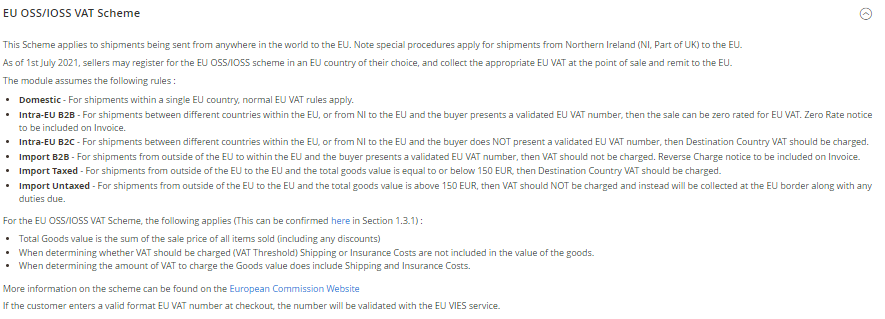 EU OSS/IOSS VAT Scheme
This Scheme applies to shipments being sent from anywhere in the world to the EU. Note special procedures apply for shipments from Northern Ireland (NI, Part of UK) to the EU.
As of 1st July 2021, sellers may register for the EU OSS/IOSS scheme in an EU country of their choice, and collect the appropriate EU VAT at the point of sale and remit to the EU.
The module assumes the following rules :
• Domestic - For shipments within a single EU country, normal EU VAT rules apply.
• Intra-EU B2B - For shipments between different countries within the EU, or from NI to the EU and the buyer presents a validated EU VAT number, then the sale can be zero rated for EU VAT. Zero Rate notice
to be included on Invoice.
• Intra-EU B2C - For shipments between different countries within the EU, or from NI to the EU and the buyer does NOT present a validated EU VAT number, then Destination Country VAT should be charged.
• Import B2B - For shipments from outside of the EU to within the EU and the buyer presents a validated EU VAT number, then VAT should not be charged. Reverse Charge notice to be included on Invoice.
• Import Taxed - For shipments from outside of the EU to the EU and the total goods value is equal to or below 150 EUR, then Destination Country VAT should be charged.
• Import Untaxed - For shipments from outside of the EU to the EU and the total goods value is above 150 EUR, then VAT should NOT be charged and instead will be collected at the EU border along with any
duties due.
For the EU OSS/IOSS VAT Scheme, the following applies (This can be confirmed here in Section 1.3.1) :
• Total Goods value is the sum of the sale price of all items sold (including any discounts)
• When determining whether VAT should be charged (VAT Threshold) Shipping or Insurance Costs are not included in the value of the goods.
• When determining the amount of VAT to charge the Goods value does include Shipping and Insurance Costs.
More information on the scheme can be found on the European Commission Website
If the customer enters a valid format EU VAT number at checkout, the number will be validated with the EU VIES service.